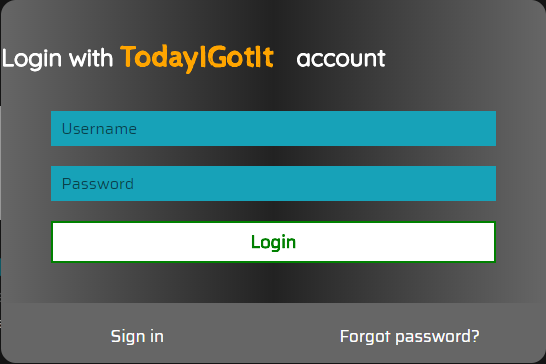 Login with TodayIGotIt account
Username
Password
Login
Sign in Forgot password?